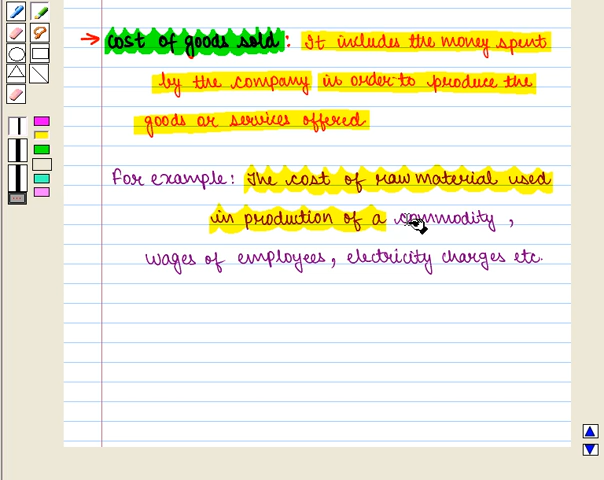 → Cost of goods sold: It includes the money spent
by the company in order to produce the
goods or services offered
For example: The cost of raw material used
in production of a commodity,
wages of employees, electricity charges etc.